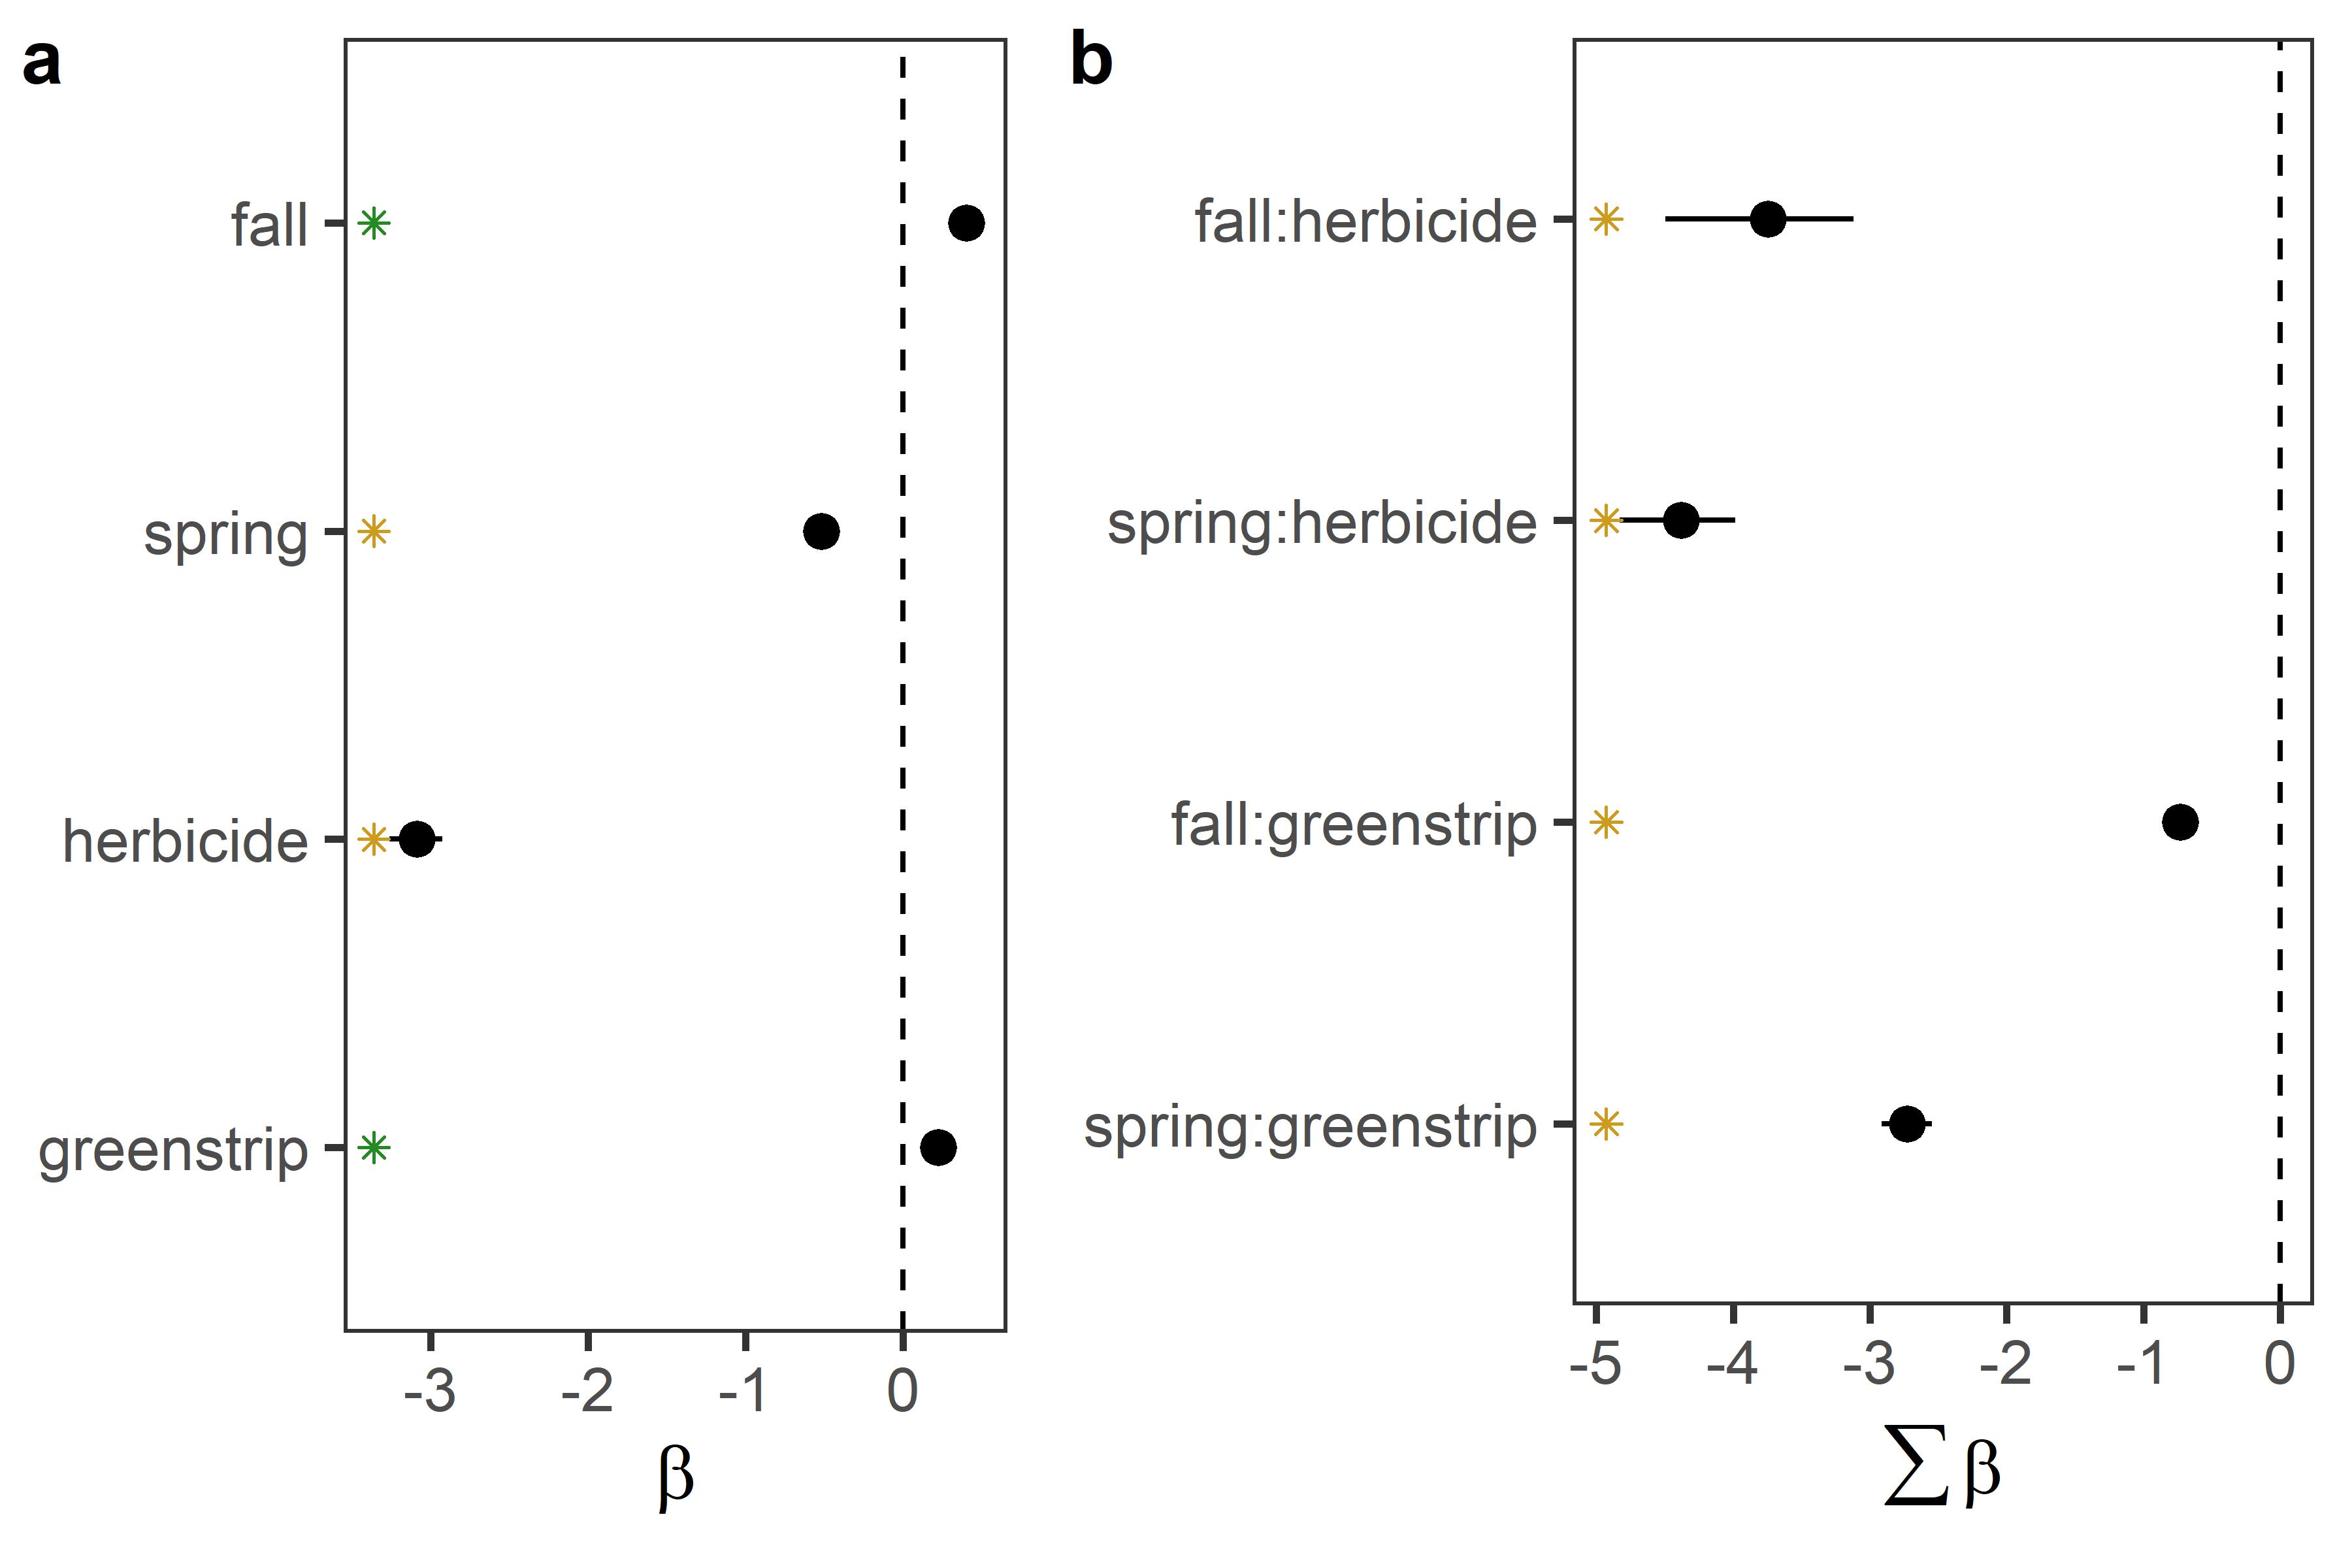 a
fall
spring
herbicide
greenstrip
-3 -2 -1 0
β
b
fall:herbicide
spring:herbicide
fall:greenstrip
spring:greenstrip
-5 -4 -3 -2 -1 0
∑ β